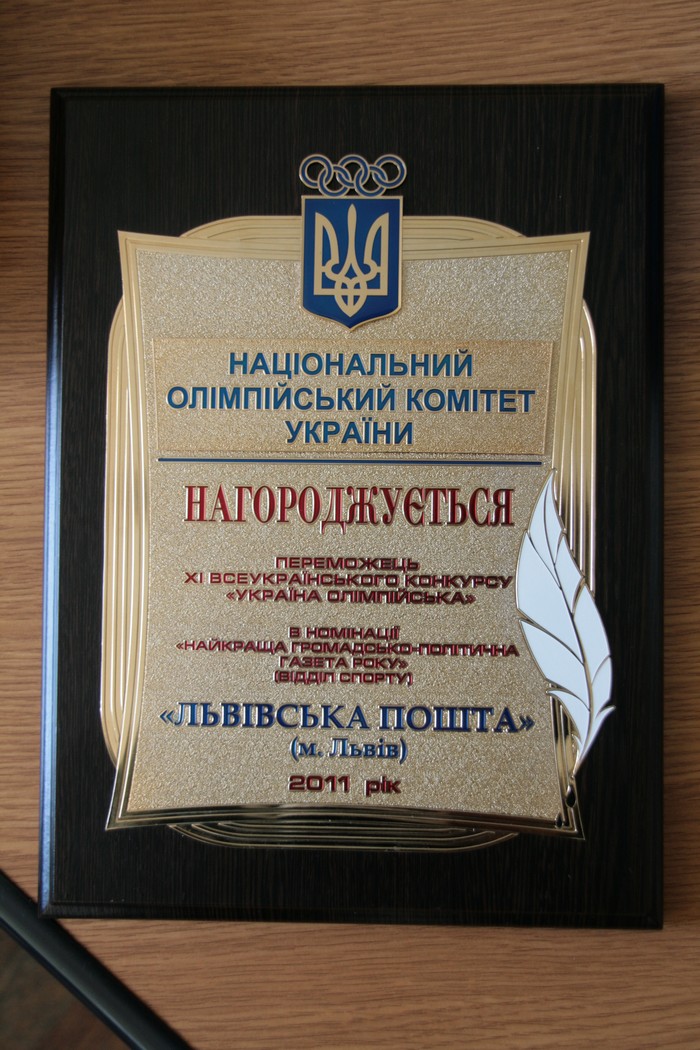 НАЦІОНАЛЬНИЙ
ОЛІМПІЙСЬКИЙ КОМІТЕТ
УКРАЇНИ
НАГОРОДЖУЄТЬСЯ
ПЕРЕМОЖЕЦЬ
XI ВСЕУКРАЇНСЬКОГО КОНКУРСУ
«УКРАЇНА ОЛІМПІЙСЬКА»
В НОМІНАЦІЇ
«НАЙКРАЩА ГРОМАДСЬКО-ПОЛІТИЧНА
ГАЗЕТА РОКУ»
(ВІДДІЛ СПОРТУ)
«ЛЬВІВСЬКА ПОШТА»
(м. Львів)
2011 рік